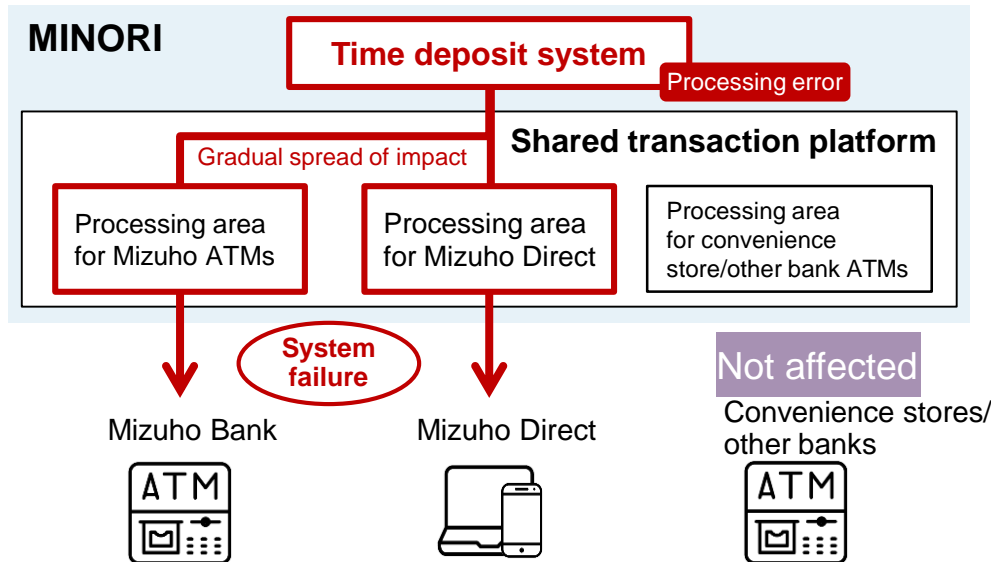 MINORI
Time deposit system
Processing error
Shared transaction platform
Gradual spread of impact
Processing area
for Mizuho ATMs
Processing area
for Mizuho Direct
Processing area
for convenience
store/other bank ATMs
System
failure
Not affected
Mizuho Bank
Mizuho Direct
Convenience stores/
other banks
ATM
ATM